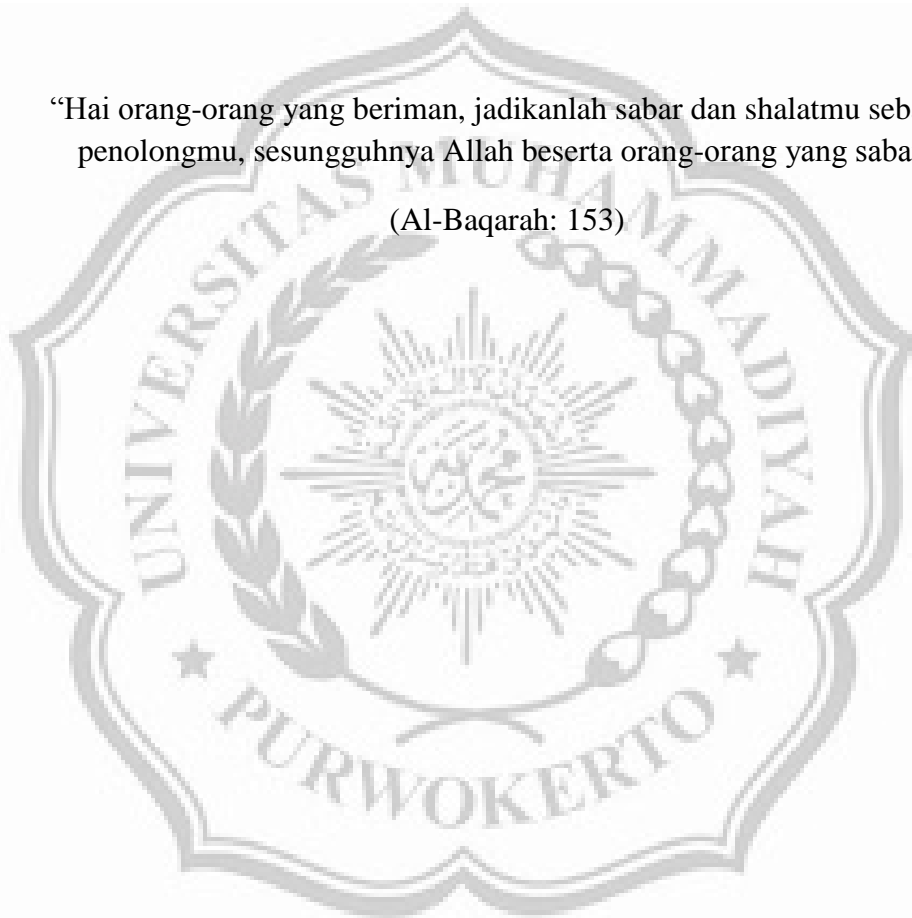 “Hai orang-orang yang beriman, jadikanlah sabar dan shalatmu seb
penolongmu, sesungguhnya Allah beserta orang-orang yang saba
(Al-Baqarah: 153)
UNIVERSITAS MUHAMMADIYAH
PURWOKERTO